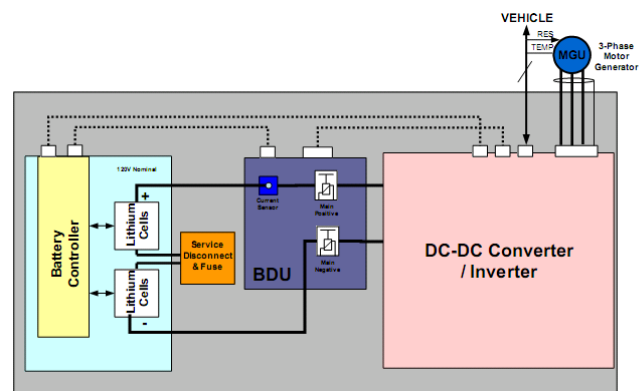 VEHICLE
RES
TEMP
MGU
3-Phase
Motor
Generator
120V Nominal
+
Battery
Controller
Lithium
Cells
Service
Disconnect
& Fuse
Lithium
Cells
-
Current
Sensor
Main
Positive
Main
Negative
BDU
DC-DC Converter
/ Inverter